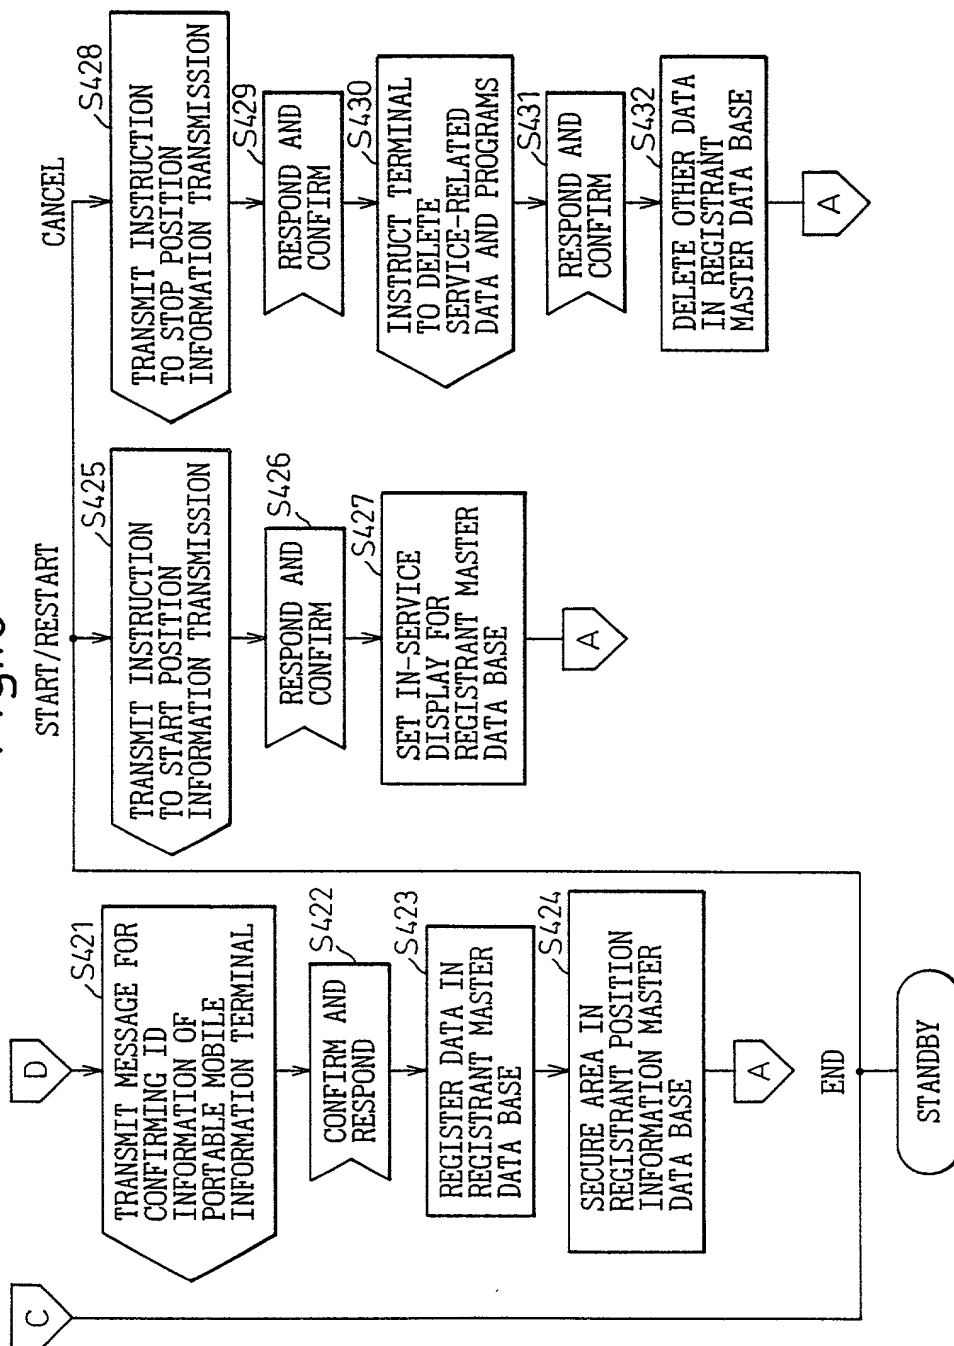 START/RESTART
CANCEL
C
D
S421
TRANSMIT MESSAGE FOR
CONFIRMING ID
INFORMATION OF
PORTABLE MOBILE
INFORMATION TERMINAL
S422
CONFIRM AND
RESPOND
S423
REGISTER DATA IN
REGISTRANT MASTER
DATA BASE
S424
SECURE AREA IN
REGISTRANT POSITION
INFORMATION MASTER
DATA BASE
A
END
STANDBY
S425
TRANSMIT INSTRUCTION
TO START POSITION
INFORMATION TRANSMISSION
S426
RESPOND AND
CONFIRM
S427
SET IN-SERVICE
DISPLAY FOR
REGISTRANT MASTER
DATA BASE
A
S428
TRANSMIT INSTRUCTION
TO STOP POSITION
INFORMATION TRANSMISSION
S429
RESPOND AND
CONFIRM
S430
INSTRUCT TERMINAL
TO DELETE
SERVICE-RELATED
DATA AND PROGRAMS
S431
RESPOND AND
CONFIRM
S432
DELETE OTHER DATA
IN REGISTRANT
MASTER DATA BASE
A